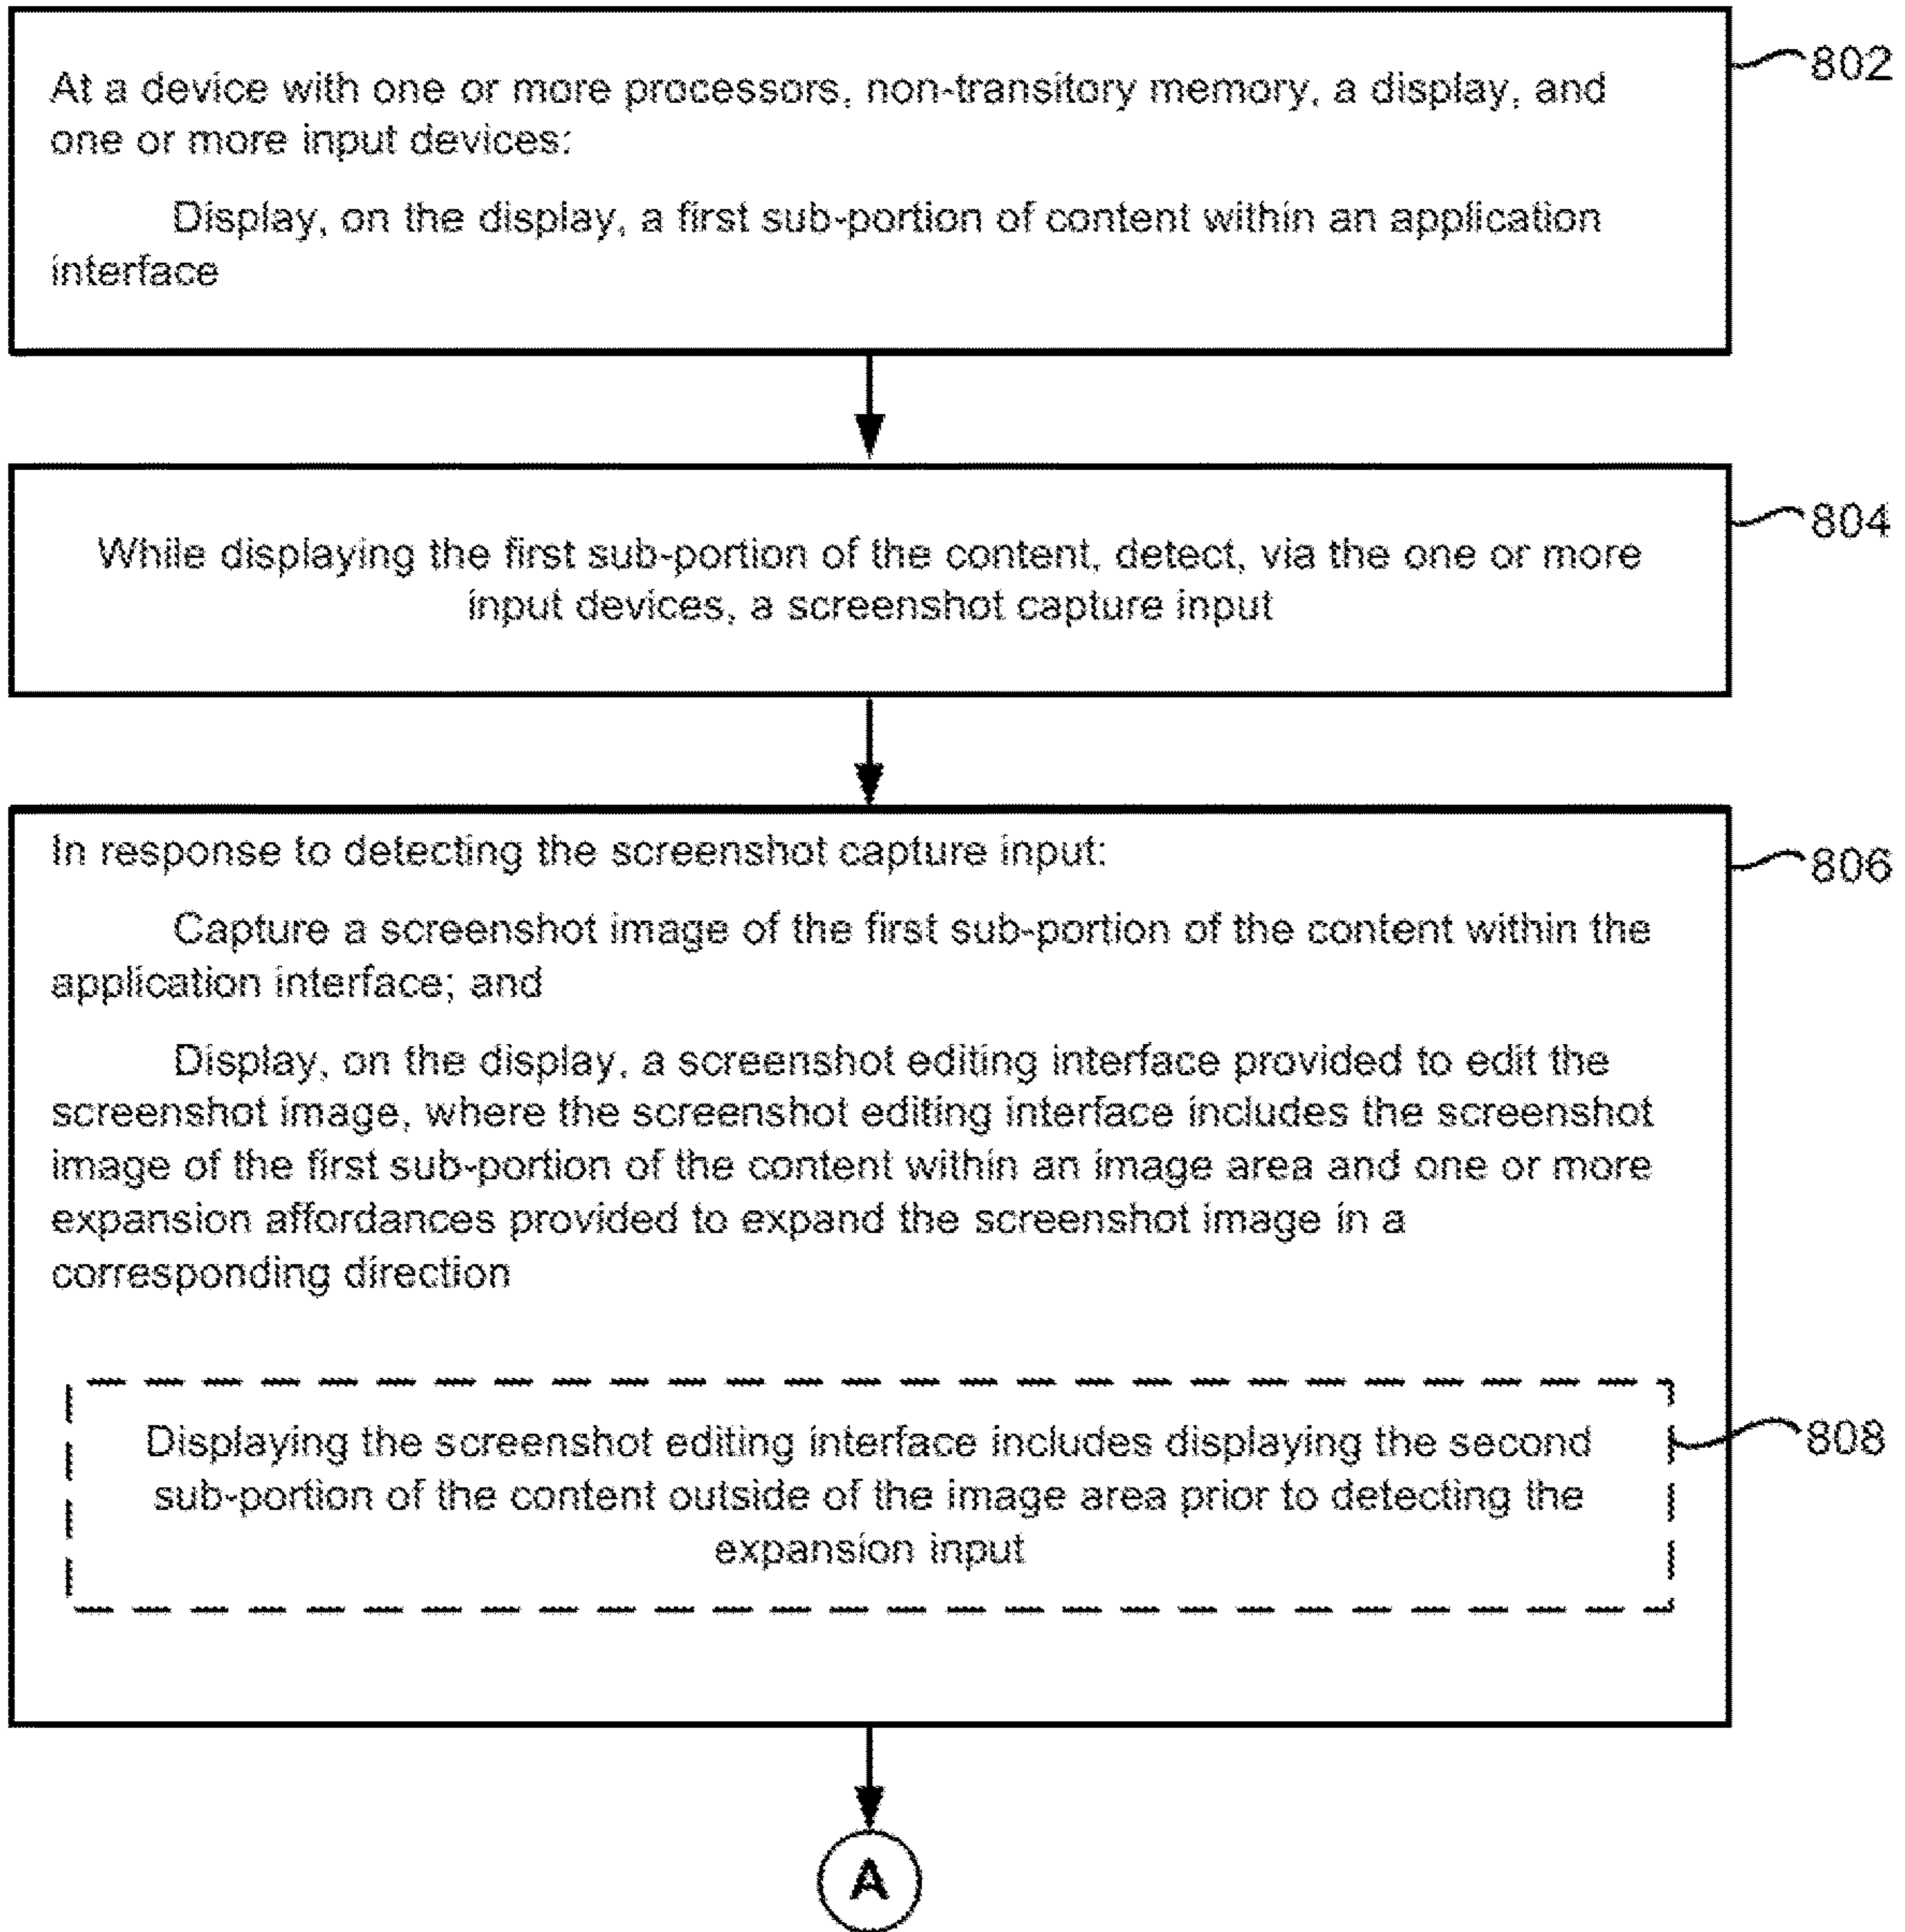 At a device with one or more processors, non-transitory memory, a display, and
one or more input devices:
Display, on the display, a first sub-portion of content within an application
interface
802
While displaying the first sub-portion of the content, detect, via the one or more
input devices, a screenshot capture input
804
In response to detecting the screenshot capture input:
806
Capture a screenshot image of the first sub-portion of the content within the
application interface; and
Display, on the display, a screenshot editing interface provided to edit the
screenshot image, where the screenshot editing interface includes the screenshot
image of the first sub-portion of the content within an image area and one or more
expansion affordances provided to expand the screenshot image in a
corresponding direction
Displaying the screenshot editing interface includes displaying the second
sub-portion of the content outside of the image area prior to detecting the
expansion input
808
A